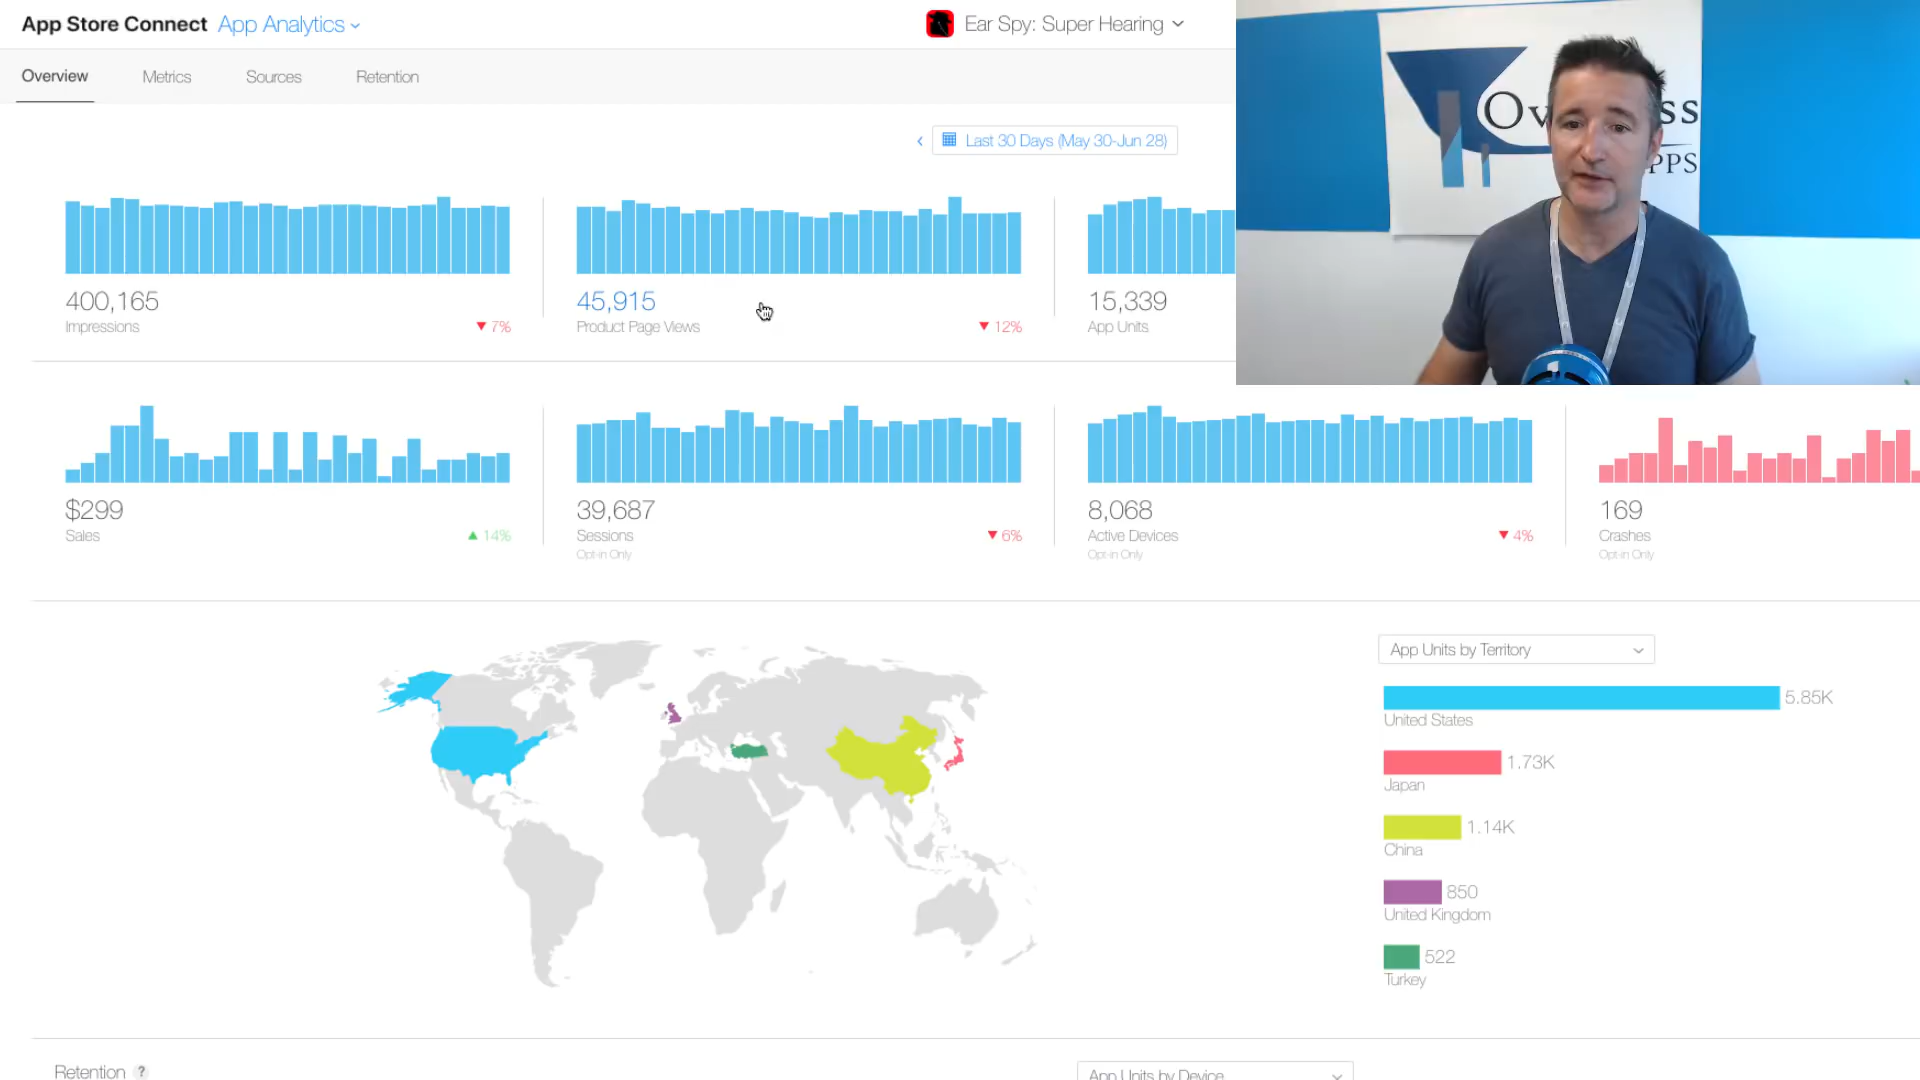 App Store Connect App Analytics
Ear Spy: Super Hearing
Overview Metrics Sources Retention
Last 30 Days (May 30-Jun 28)
400,165
Impressions
7%
45,915
Product Page Views
12%
15,339
App Units
$299
Sales
14%
39,687
Sessions
6%
Opt-in Only
8,068
Active Devices
4%
Opt-in Only
169
Crashes
Opt-in Only
App Units by Territory
5.85K
United States
1.73K
Japan
1.14K
China
850
United Kingdom
522
Turkey
Retention ?
App Units by Device